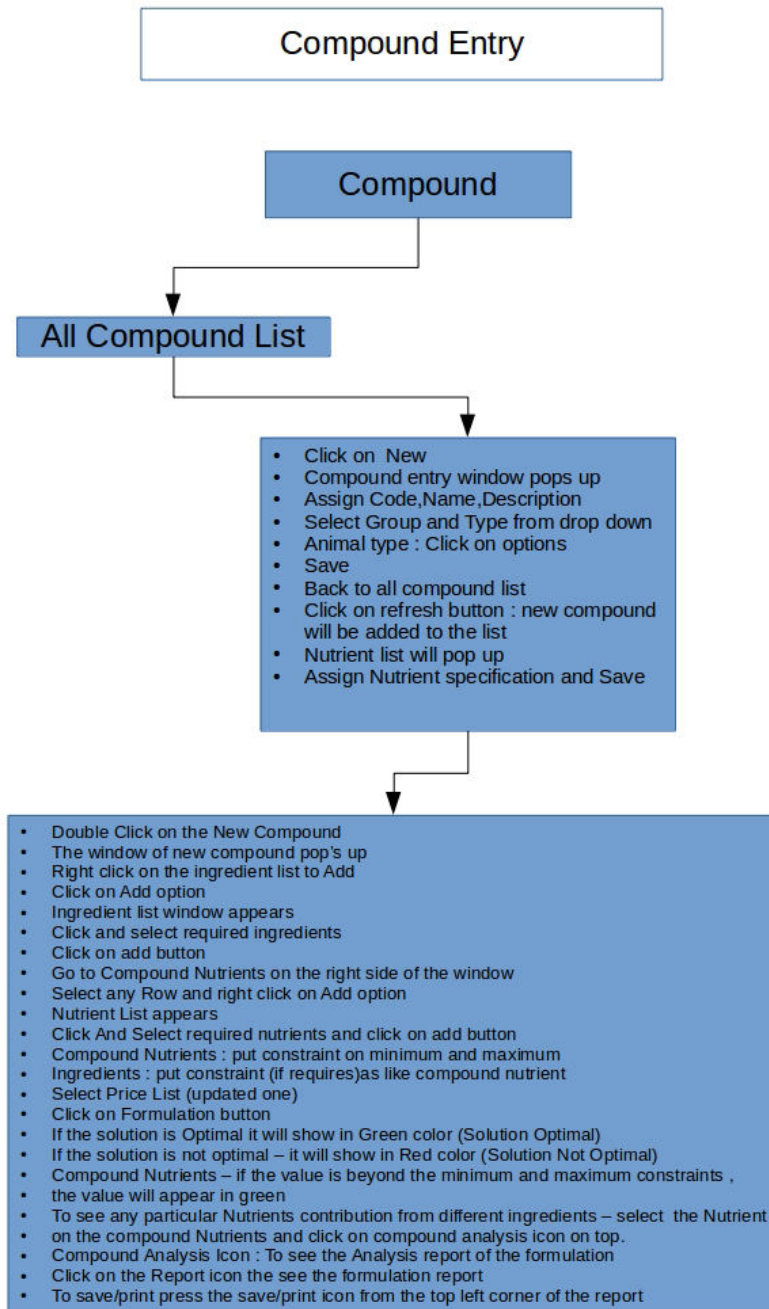 Compound Entry
Compound
All Compound List
• Click on New
• Compound entry window pops up
• Assign Code,Name,Description
• Select Group and Type from drop down
• Animal type : Click on options
• Save
• Back to all compound list
• Click on refresh button : new compound
will be added to the list
• Nutrient list will pop up
• Assign Nutrient specification and Save
• Double Click on the New Compound
• The window of new compound pop's up
• Right click on the ingredient list to Add
• Click on Add option
• Ingredient list window appears
• Click and select required ingredients
• Click on add button
• Go to Compound Nutrients on the right side of the window
• Select any Row and right click on Add option
• Nutrient List appears
• Click And Select required nutrients and click on add button
• Compound Nutrients : put constraint on minimum and maximum
• Ingredients : put constraint (if requires)as like compound nutrient
• Select Price List (updated one)
• Click on Formulation button
• If the solution is Optimal it will show in Green color (Solution Optimal)
• If the solution is not optimal – it will show in Red color (Solution Not Optimal)
• Compound Nutrients – if the value is beyond the minimum and maximum constraints ,
• the value will appear in green
• To see any particular Nutrients contribution from different ingredients – select the Nutrient
• on the compound Nutrients and click on compound analysis icon on top.
• Compound Analysis Icon : To see the Analysis report of the formulation
• Click on the Report icon the see the formulation report
• To save/print press the save/print icon from the top left corner of the report